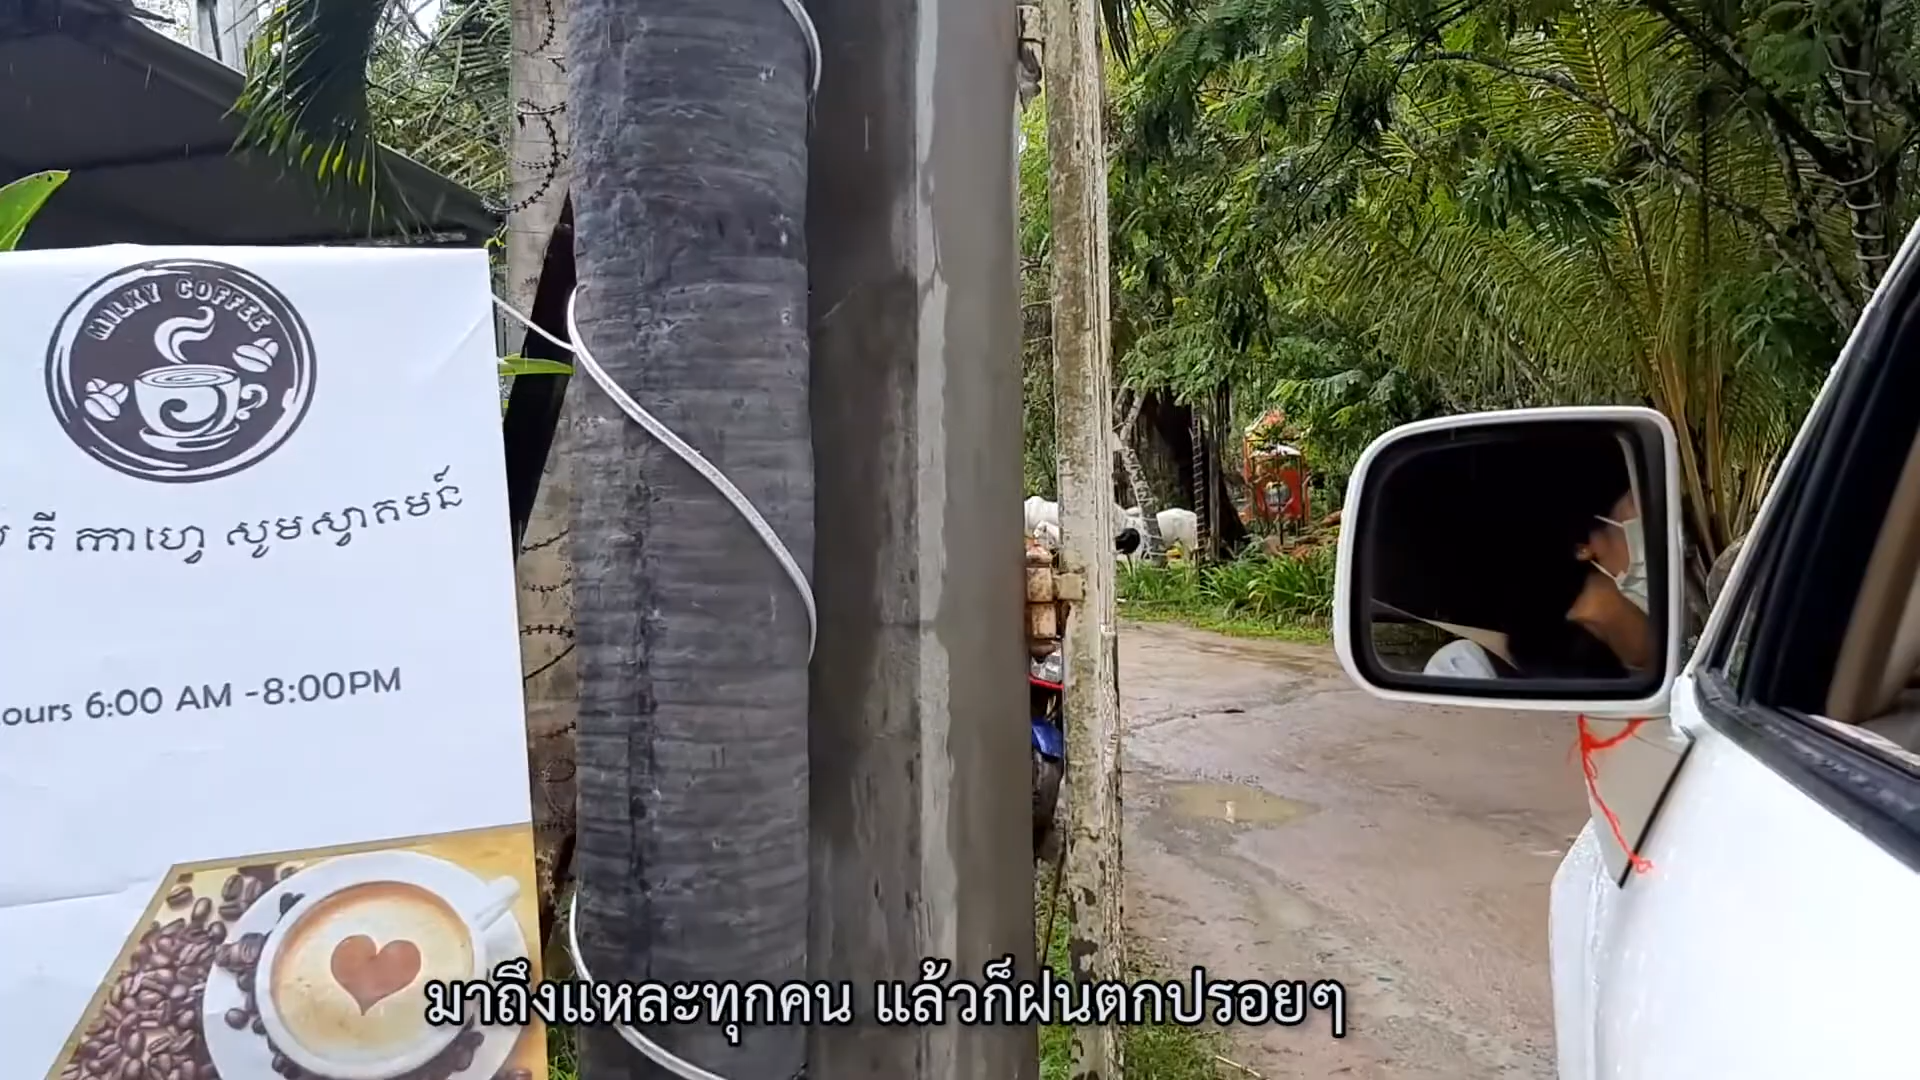 MILKY COFFEE
គី កាហ្វេ សូមស្វាគមន៍
ours 6:00 AM -8:00PM
มาถึงแหละทุกคน แล้วก็ฝนตกปรอยๆ